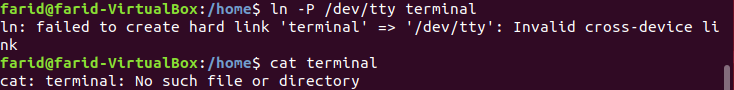 farid@farid-VirtualBox:/home$ ln -P /dev/tty terminal
ln: failed to create hard link 'terminal' => '/dev/tty': Invalid cross-device li
nk
farid@farid-VirtualBox:/home$ cat terminal
cat: terminal: No such file or directory